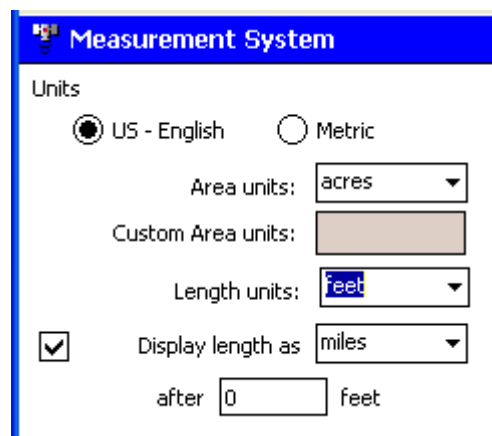 Measurement System
Units
US - English Metric
Area units: acres
Custom Area units:
Length units: feet
Display length as miles
after 0 feet